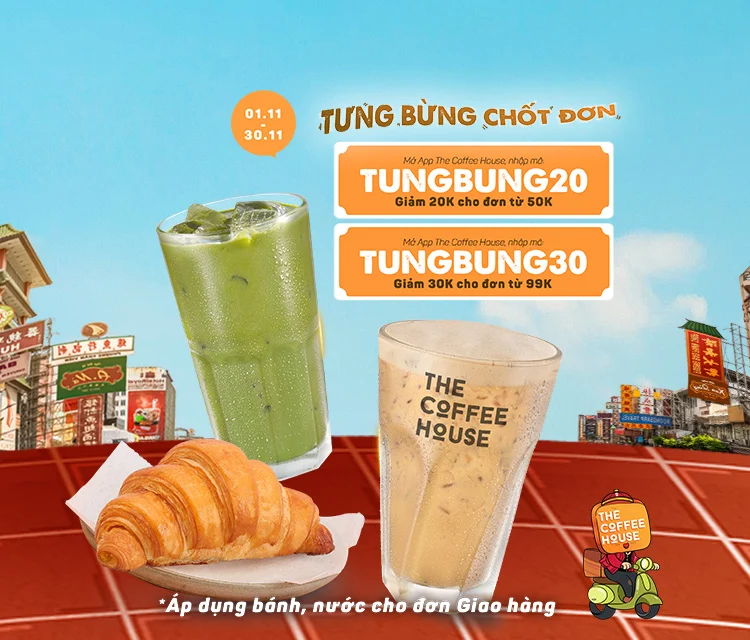 01.11
-
30.11
TƯNG BỪNG CHỐT ĐƠN
Mở App The Coffee House, nhập mã:
TUNGBUNG20
Giảm 20K cho đơn từ 50K
Mở App The Coffee House, nhập mã:
TUNGBUNG30
Giảm 30K cho đơn từ 99K
THE
COFFEE
HOUSE
THE
COFFEE
HOUSE
*Áp dụng bánh, nước cho đơn Giao hàng